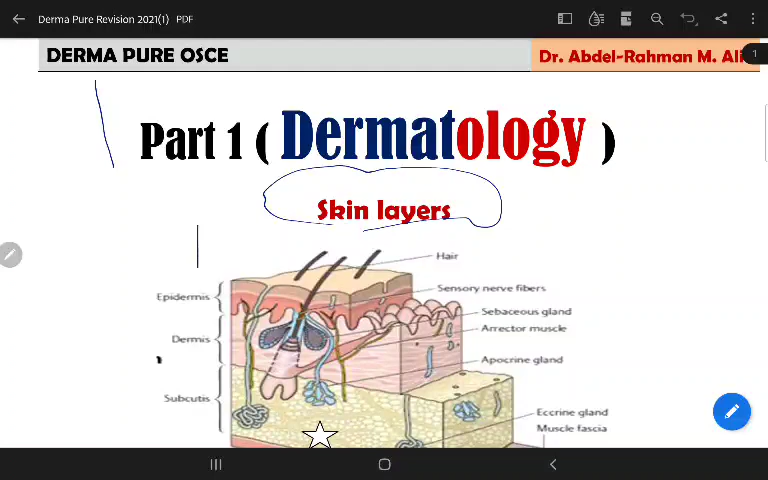 Derma Pure Revision 2021(1) PDF
1
DERMA PURE OSCE
Dr. Abdel-Rahman M. Ali
Part 1 ( Dermatology )
Skin layers
Hair
Sensory nerve fibers
Epidermis
Sebaceous gland
Arrector muscle
Dermis
Apocrine gland
Subcutis
Eccrine gland
Muscle fascia